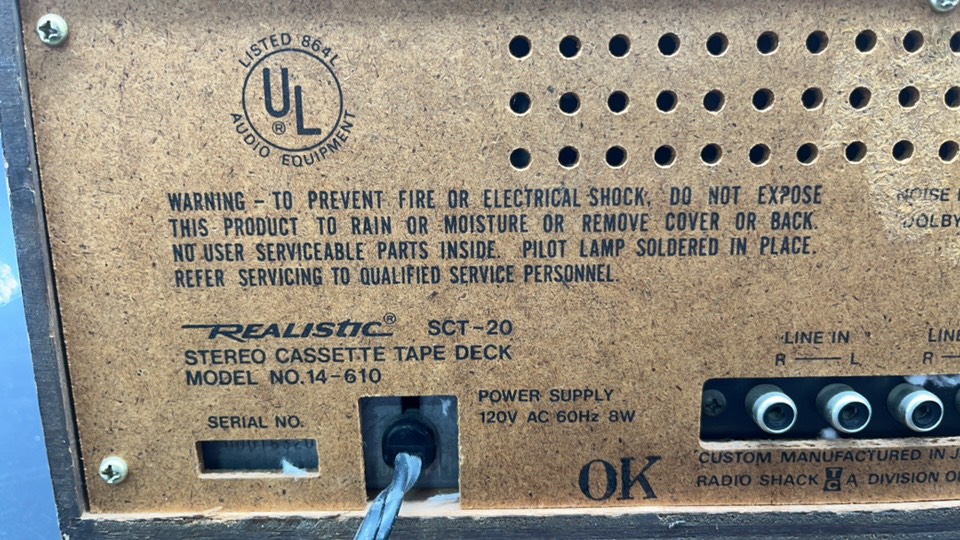 LISTED 864L
UL
®
AUDIO EQUIPMENT
WARNING - TO PREVENT FIRE OR ELECTRICAL SHOCK, DO NOT EXPOSE
THIS PRODUCT TO RAIN OR MOISTURE OR REMOVE COVER OR BACK.
NO USER SERVICEABLE PARTS INSIDE. PILOT LAMP SOLDERED IN PLACE.
REFER SERVICING TO QUALIFIED SERVICE PERSONNEL.
NOISE
DOLBY
REALISTIC® SCT-20
STEREO CASSETTE TAPE DECK
MODEL NO. 14-610
LINE IN LINE
R L R
POWER SUPPLY
120V AC 60Hz 8W
SERIAL NO.
OK
CUSTOM MANUFACTURED IN J
RADIO SHACK TC A DIVISION O